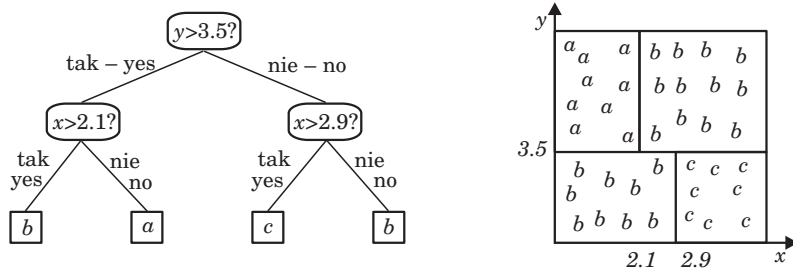 y>3.5?
tak – yes nie – no
x>2.1? x>2.9?
tak nie tak nie
yes no yes no
b a c b
y
a a b b b b
a
a a b b b b
a a
a a b b b b
3.5
b b c c c
b b b c c
b b b b c c c
2.1 2.9 x